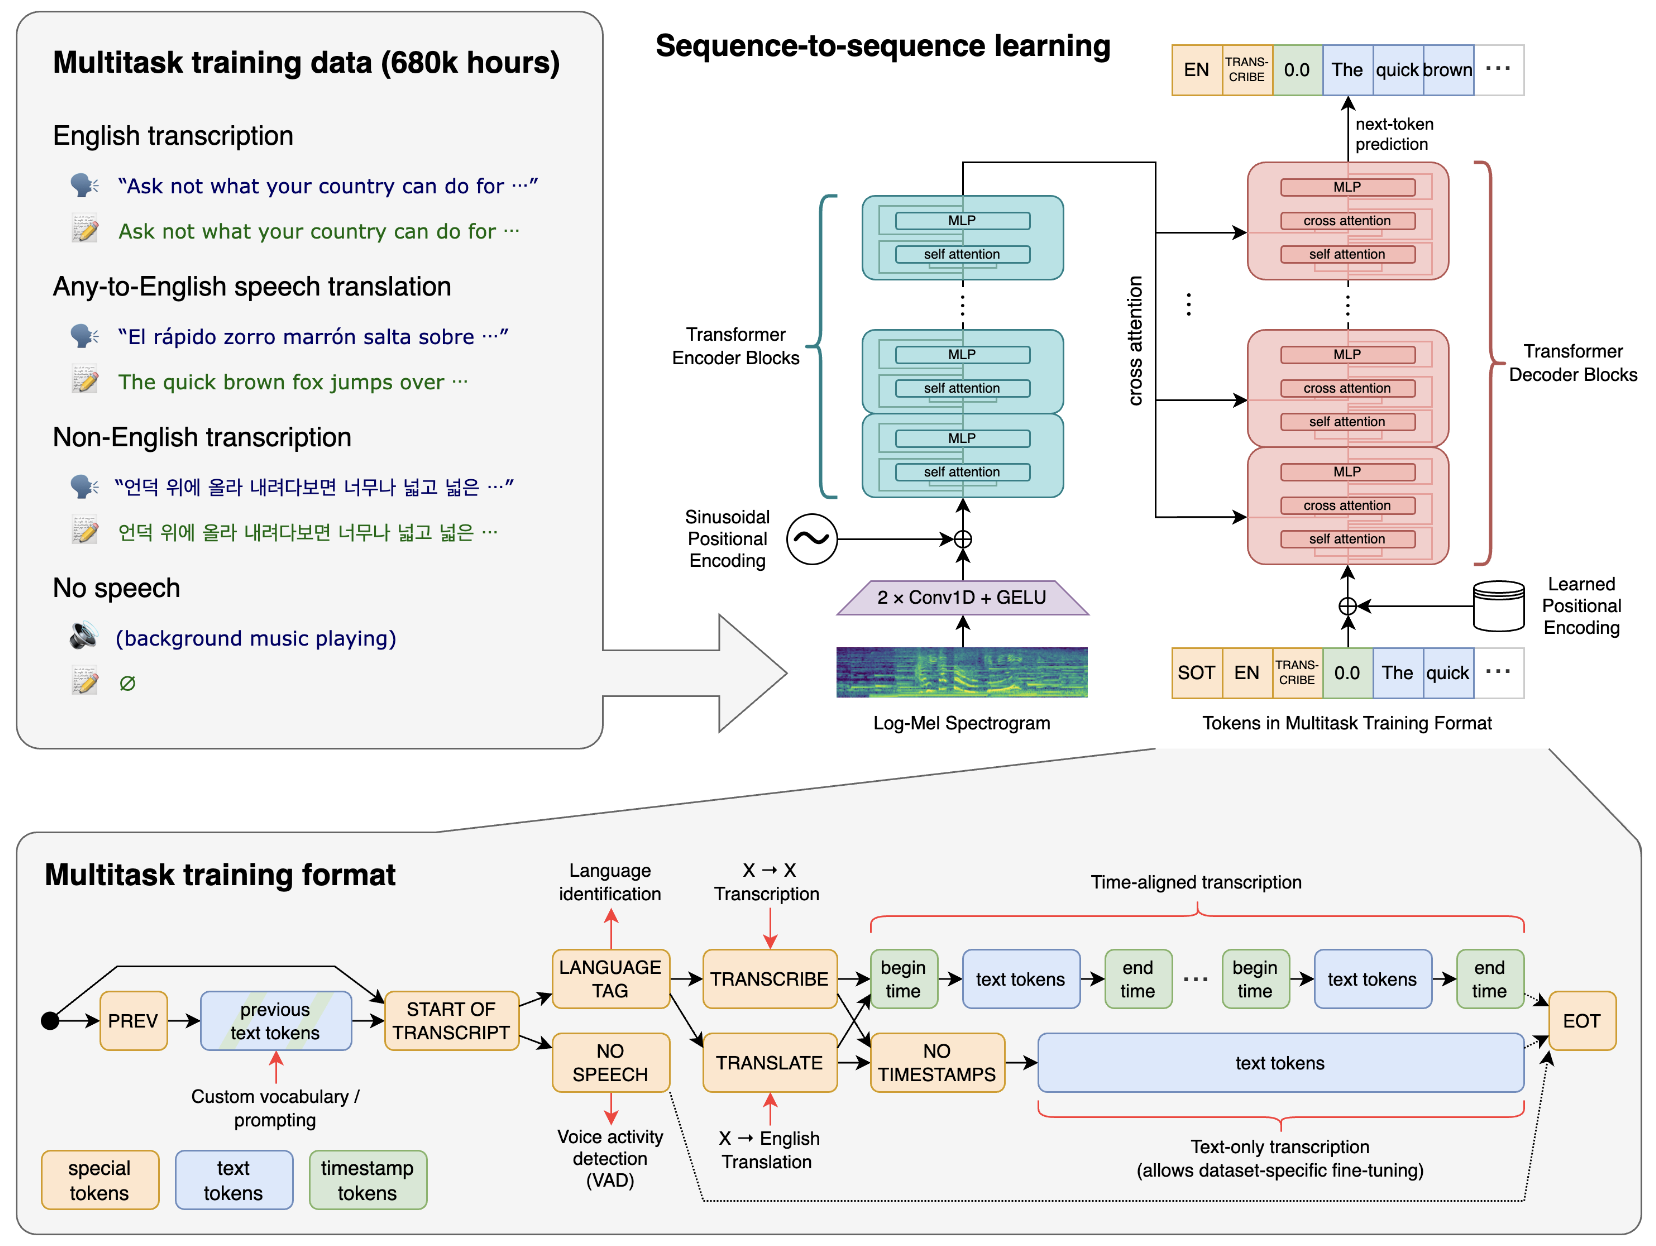 Multitask training data (680k hours)
English transcription
“Ask not what your country can do for ⋯”
Ask not what your country can do for ⋯
Any-to-English speech translation
“El rápido zorro marrón salta sobre ⋯”
The quick brown fox jumps over ⋯
Non-English transcription
“언덕 위에 올라 내려다보면 너무나 넓고 넓은 ⋯”
언덕 위에 올라 내려다보면 너무나 넓고 넓은 ⋯
No speech
(background music playing)
∅
Sequence-to-sequence learning
EN TRANS-
CRIBE 0.0 The quick brown ⋯
next-token
prediction
MLP
self attention
⋮
MLP
self attention
MLP
self attention
Transformer
Encoder Blocks
Sinusoidal
Positional
Encoding
2 × Conv1D + GELU
Log-Mel Spectrogram
cross attention
⋮
MLP
cross attention
self attention
⋮
MLP
cross attention
self attention
MLP
cross attention
self attention
Transformer
Decoder Blocks
Learned
Positional
Encoding
SOT EN TRANS-
CRIBE 0.0 The quick ⋯
Tokens in Multitask Training Format
Multitask training format
PREV
previous
text tokens
Custom vocabulary /
prompting
START OF
TRANSCRIPT
Language
identification
LANGUAGE
TAG
NO
SPEECH
Voice activity
detection
(VAD)
X → X
Transcription
TRANSCRIBE
TRANSLATE
X → English
Translation
Time-aligned transcription
begin
time
text tokens
end
time
⋯
begin
time
text tokens
end
time
NO
TIMESTAMPS
text tokens
Text-only transcription
(allows dataset-specific fine-tuning)
EOT
special
tokens
text
tokens
timestamp
tokens